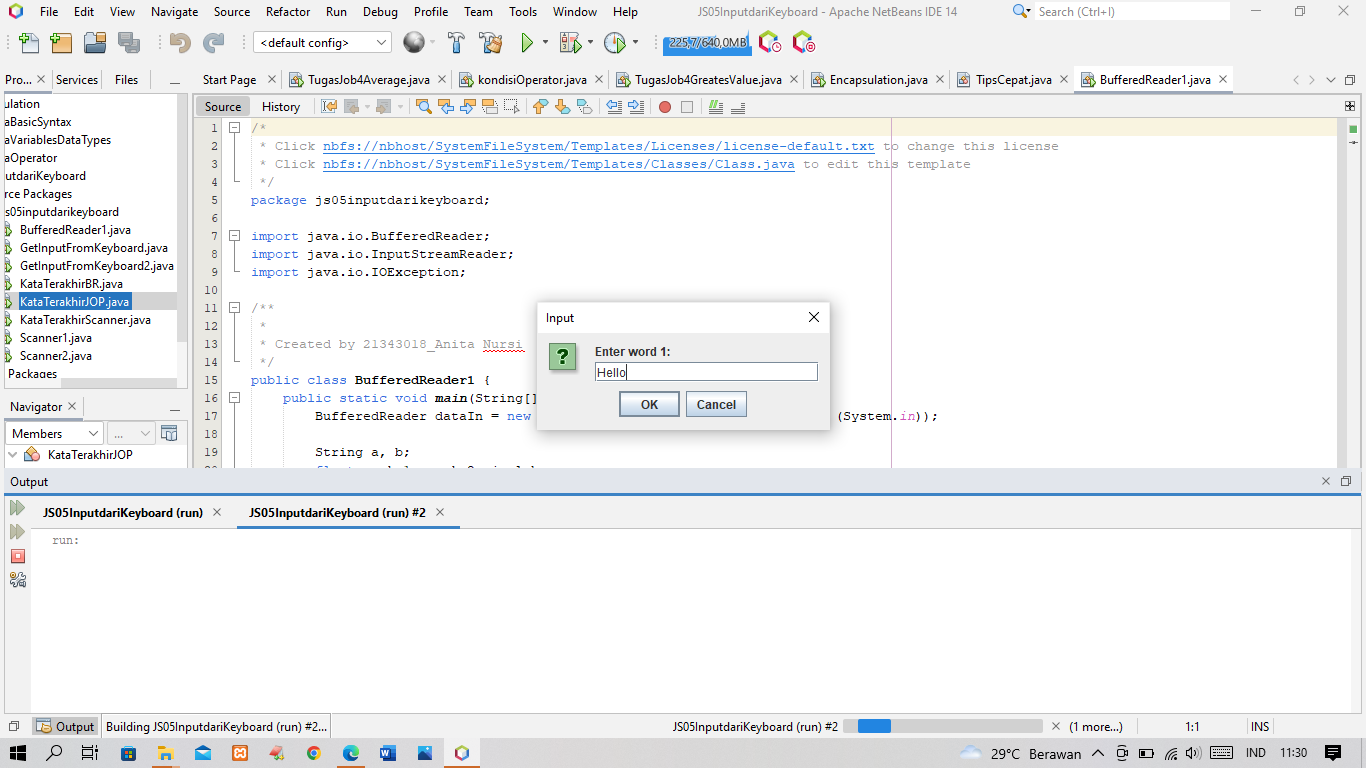 File Edit View Navigate Source Refactor Run Debug Profile Team Tools Window Help JS05InputdariKeyboard - Apache NetBeans IDE 14 Search (Ctrl+I)
<default config> 225,7/640,0MB
Pro... Services Files Start Page TugasJob4Average.java kondisiOperator.java TugasJob4GreatesValue.java Encapsulation.java TipsCepat.java BufferedReader1.java
Source History
ulation
aBasicSyntax
aVariablesDataTypes
aOperator
utdariKeyboard
rce Packages
s05inputdarikeyboard
BufferedReader1.java
GetInputFromKeyboard.java
GetInputFromKeyboard2.java
KataTerakhirBR.java
KataTerakhirJOP.java
KataTerakhirScanner.java
Scanner1.java
Scanner2.java
Packages
Navigator
Members ...
KataTerakhirJOP
1 /*
2 * Click nbfs://nbhost/SystemFileSystem/Templates/Licenses/license-default.txt to change this license
3 * Click nbfs://nbhost/SystemFileSystem/Templates/Classes/Class.java to edit this template
4 */
5 package js05inputdarikeyboard;
6
7 import java.io.BufferedReader;
8 import java.io.InputStreamReader;
9 import java.io.IOException;
10
11 /**
12 *
13 * Created by 21343018_Anita Nursi
14 */
15 public class BufferedReader1 {
16 public static void main(String[]
17 BufferedReader dataIn = new (System.in));
18
19 String a, b;
Input
Enter word 1:
Hello
OK Cancel
Output
JS05InputdariKeyboard (run) JS05InputdariKeyboard (run) #2
run:
Output Building JS05InputdariKeyboard (run) #2... JS05InputdariKeyboard (run) #2 (1 more...) 1:1 INS
29°C Berawan IND 11:30